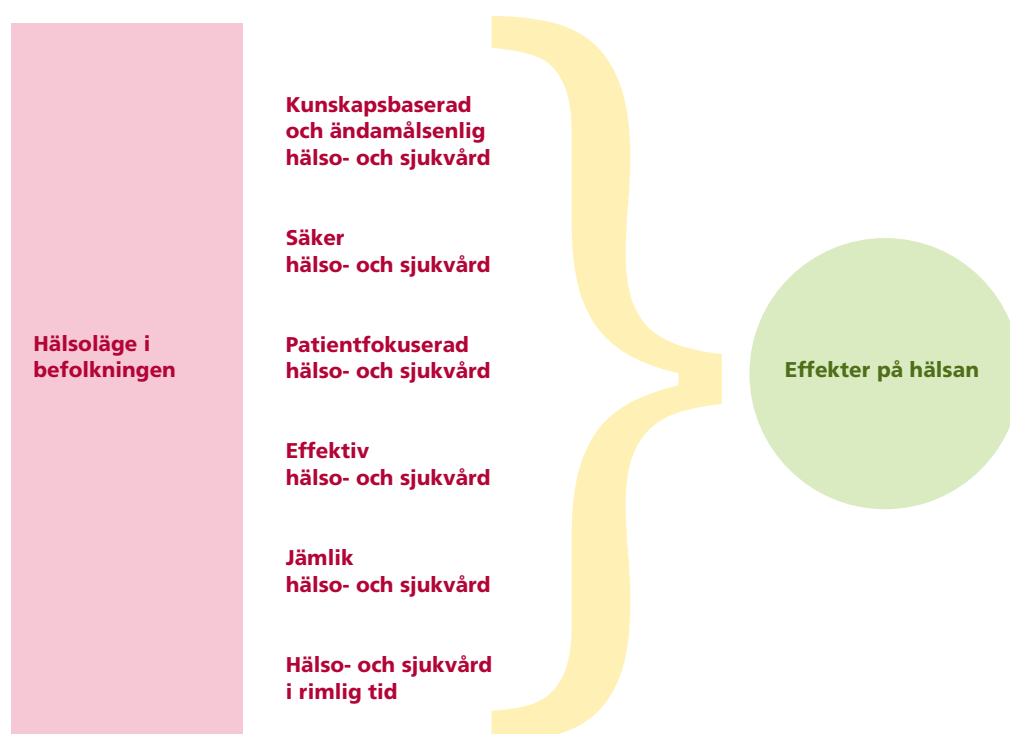 Hälsoläge i
befolkningen
Kunskapsbaserad
och ändamålsenlig
hälso- och sjukvård
Säker
hälso- och sjukvård
Patientfokuserad
hälso- och sjukvård
Effektiv
hälso- och sjukvård
Jämlik
hälso- och sjukvård
Hälso- och sjukvård
i rimlig tid
Effekter på hälsan